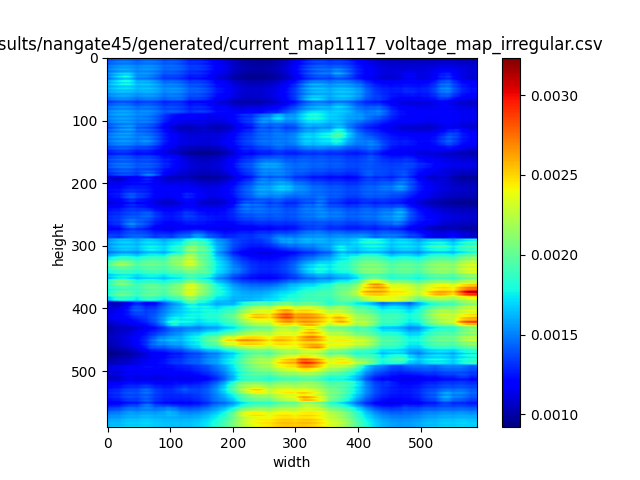 sults/nangate45/generated/current_map1117_voltage_map_irregular.csv
0
100
200
300
400
500
height
0 100 200 300 400 500
width
0.0030
0.0025
0.0020
0.0015
0.0010